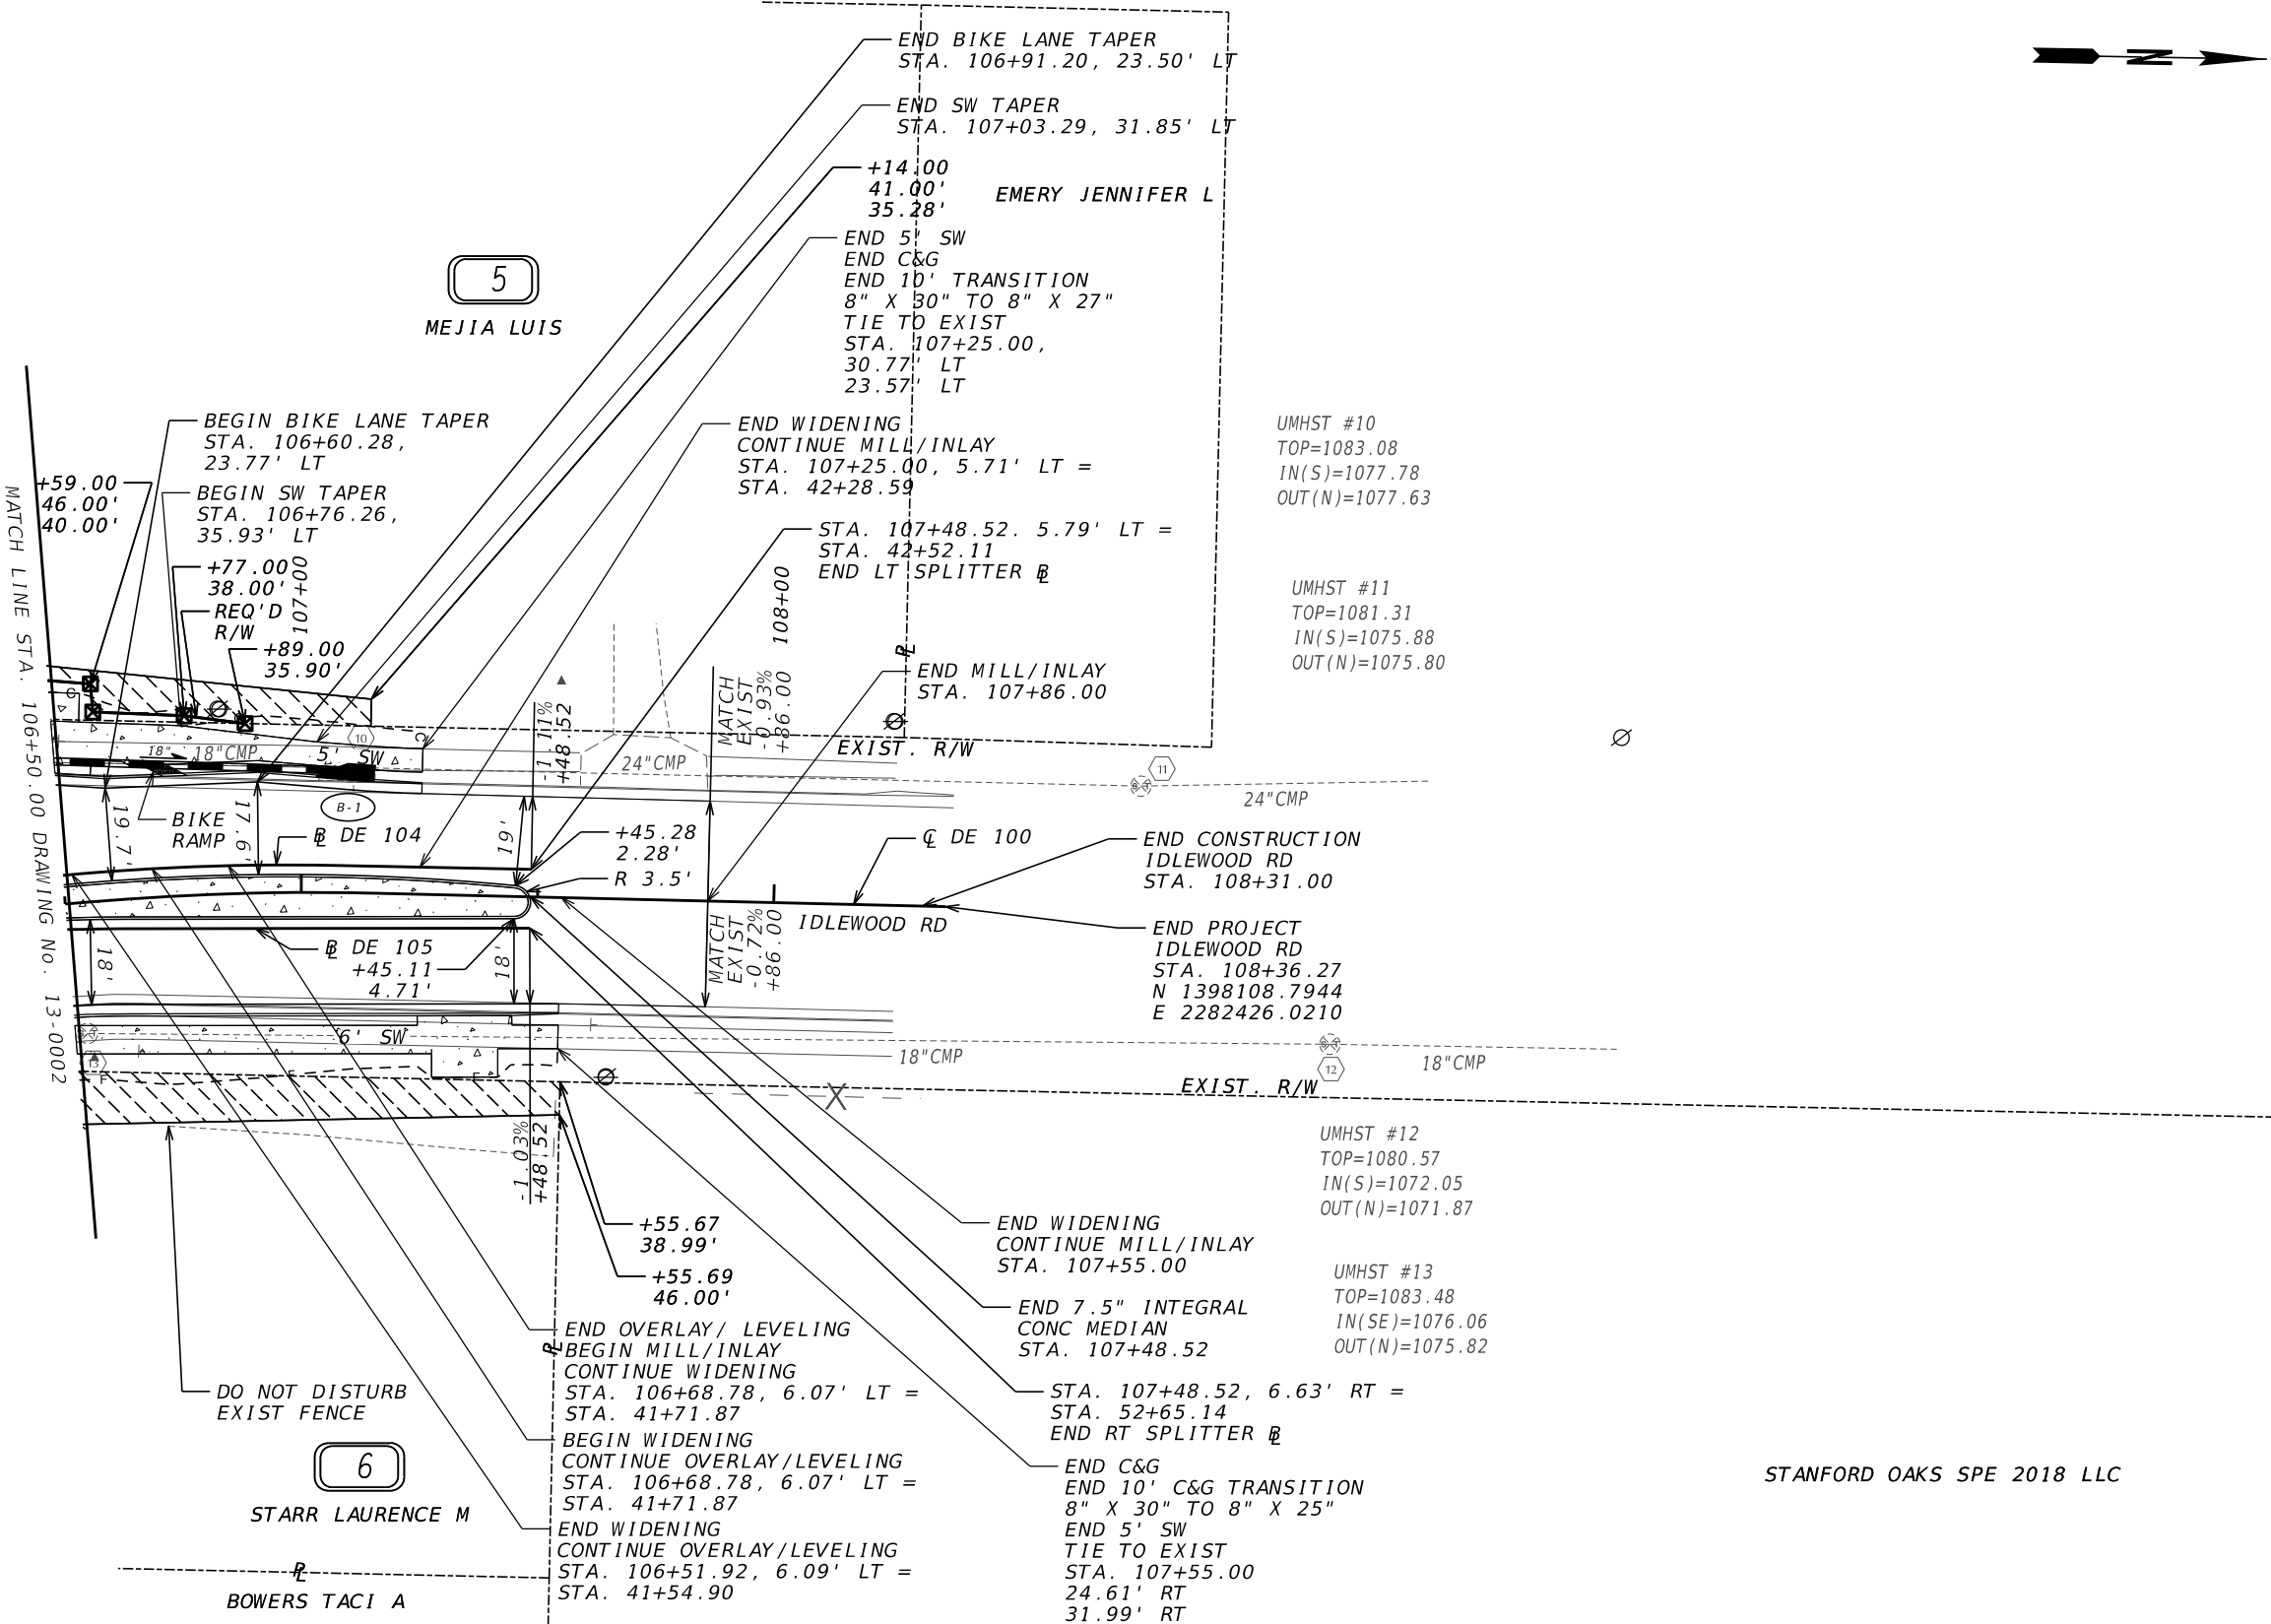 END BIKE LANE TAPER
STA. 106+91.20, 23.50' LT
END SW TAPER
STA. 107+03.29, 31.85' LT
+14.00
41.00'
35.28'
EMERY JENNIFER L
N
END 5' SW
END C&G
END 10' TRANSITION
8" X 30" TO 8" X 27"
TIE TO EXIST
STA. 107+25.00,
30.77' LT
23.57' LT
5
MEJIA LUIS
BEGIN BIKE LANE TAPER
STA. 106+60.28,
23.77' LT
+59.00
46.00'
40.00'
BEGIN SW TAPER
STA. 106+76.26,
35.93' LT
+77.00
38.00'
REQ'D
R/W
+89.00
35.90'
107+00
END WIDENING
CONTINUE MILL/INLAY
STA. 107+25.00, 5.71' LT =
STA. 42+28.59
STA. 107+48.52. 5.79' LT =
STA. 42+52.11
END LT SPLITTER BL
108+00
UMHST #10
TOP=1083.08
IN(S)=1077.78
OUT(N)=1077.63
UMHST #11
TOP=1081.31
IN(S)=1075.88
OUT(N)=1075.80
MATCH LINE STA. 106+50.00 DRAWING No. 13-0002
PL
END MILL/INLAY
STA. 107+86.00
MATCH
EXIST
-0.93%
+86.00
-1.11%
+48.52
EXIST. R/W
C
C
10
18"
18"CMP
5' SW
24"CMP
11
24"CMP
B-1
BIKE
RAMP
19.7'
17.6'
19'
BL DE 104
+45.28
2.28'
R 3.5'
CL DE 100
END CONSTRUCTION
IDLEWOOD RD
STA. 108+31.00
IDLEWOOD RD
END PROJECT
IDLEWOOD RD
STA. 108+36.27
N 1398108.7944
E 2282426.0210
BL DE 105
+45.11
4.71'
18'
18'
MATCH
EXIST
-0.72%
+86.00
6' SW
18"CMP
12
18"CMP
13
F
F
F
EXIST. R/W
-1.03%
+48.52
UMHST #12
TOP=1080.57
IN(S)=1072.05
OUT(N)=1071.87
+55.67
38.99'
+55.69
46.00'
END WIDENING
CONTINUE MILL/INLAY
STA. 107+55.00
UMHST #13
TOP=1083.48
IN(SE)=1076.06
OUT(N)=1075.82
END 7.5" INTEGRAL
CONC MEDIAN
STA. 107+48.52
PL
END OVERLAY/ LEVELING
BEGIN MILL/INLAY
CONTINUE WIDENING
STA. 106+68.78, 6.07' LT =
STA. 41+71.87
STA. 107+48.52, 6.63' RT =
STA. 52+65.14
END RT SPLITTER BL
DO NOT DISTURB
EXIST FENCE
BEGIN WIDENING
CONTINUE OVERLAY/LEVELING
STA. 106+68.78, 6.07' LT =
STA. 41+71.87
END C&G
END 10' C&G TRANSITION
8" X 30" TO 8" X 25"
END 5' SW
TIE TO EXIST
STA. 107+55.00
24.61' RT
31.99' RT
STANFORD OAKS SPE 2018 LLC
6
STARR LAURENCE M
END WIDENING
CONTINUE OVERLAY/LEVELING
STA. 106+51.92, 6.09' LT =
STA. 41+54.90
PL
BOWERS TACI A